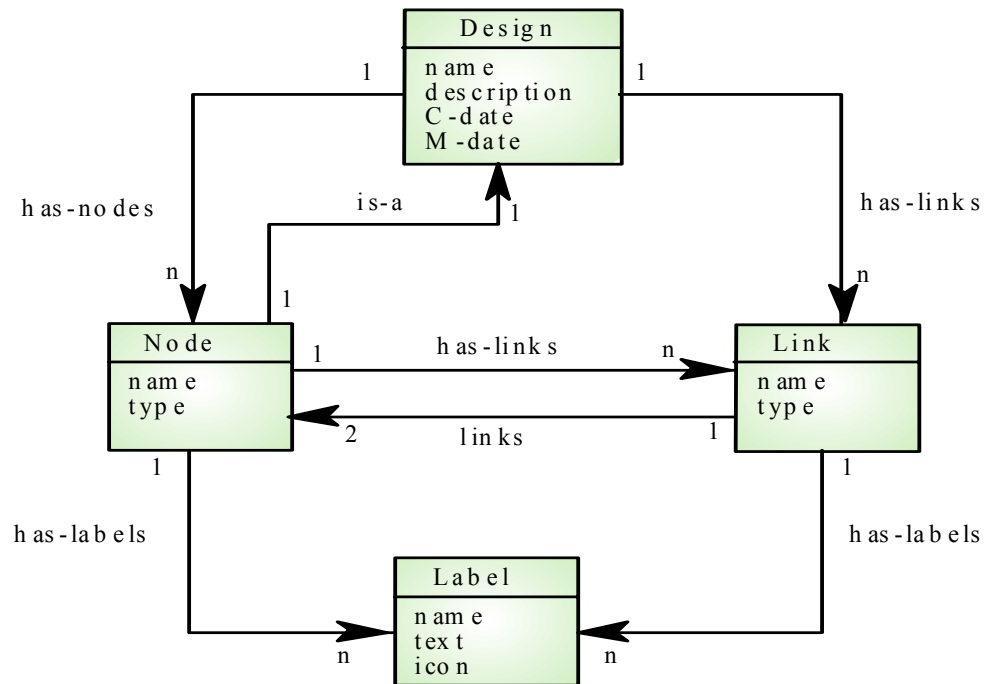 Design
name
description
C-date
M-date
1
1
has-nodes
is-a
1
has-links
n
1
n
Node
name
type
1
has-links
n
Link
name
type
2
links
1
1
1
has-labels
has-labels
Label
name
text
icon
n
n